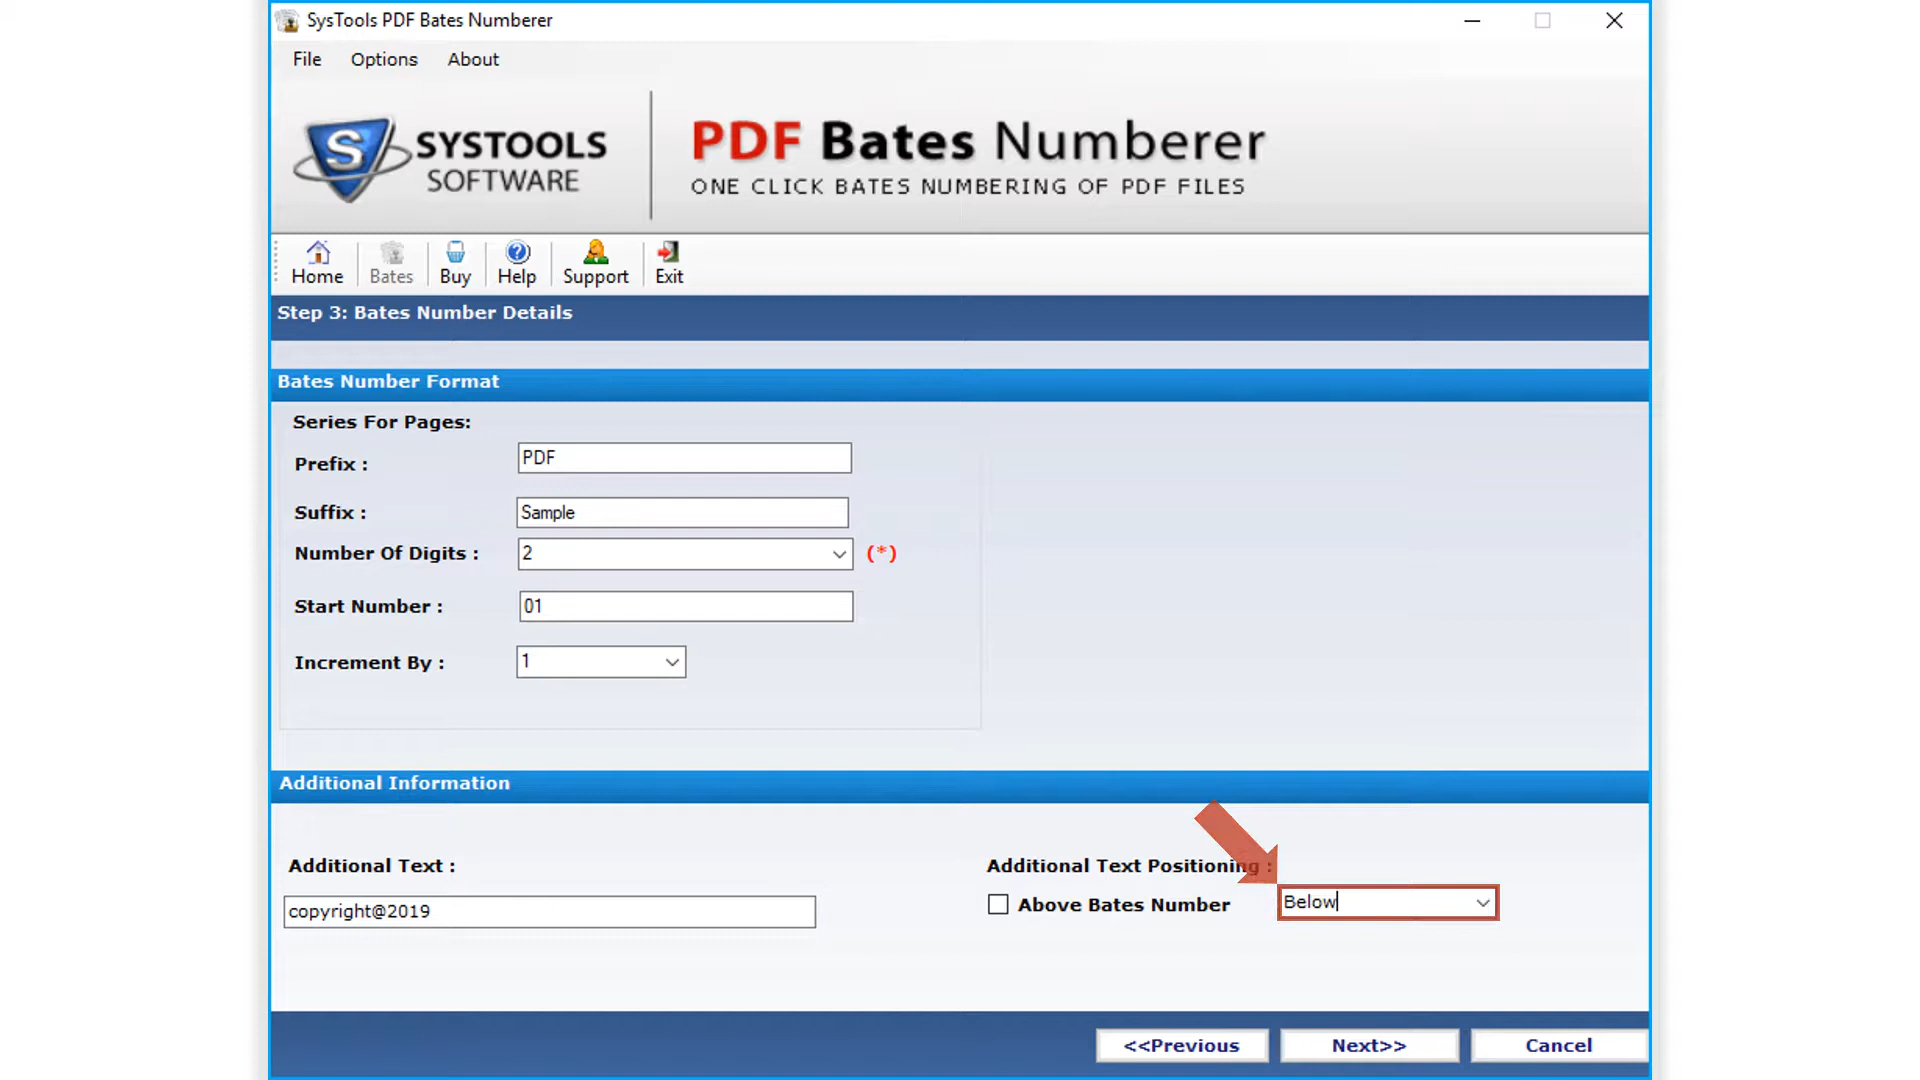 SysTools PDF Bates Numberer
File Options About
SYSTOOLS
SOFTWARE
PDF Bates Numberer
ONE CLICK BATES NUMBERING OF PDF FILES
Home Bates Buy Help Support Exit
Step 3: Bates Number Details
Bates Number Format
Series For Pages:
Prefix : PDF
Suffix : Sample
Number Of Digits : 2 (*)
Start Number : 01
Increment By : 1
Additional Information
Additional Text : Additional Text Positioning :
copyright@2019 Above Bates Number Below
<<Previous Next>> Cancel